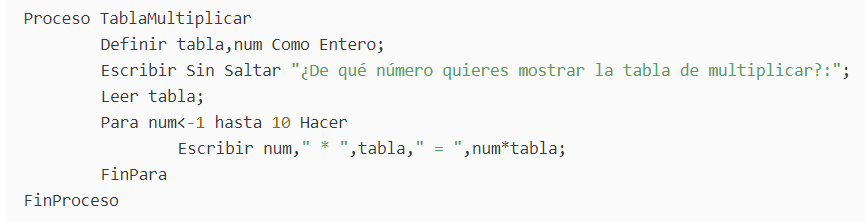 Proceso TablaMultiplicar
Definir tabla,num Como Entero;
Escribir Sin Saltar "¿De qué número quieres mostrar la tabla de multiplicar?:";
Leer tabla;
Para num<-1 hasta 10 Hacer
Escribir num," * ",tabla," = ",num*tabla;
FinPara
FinProceso